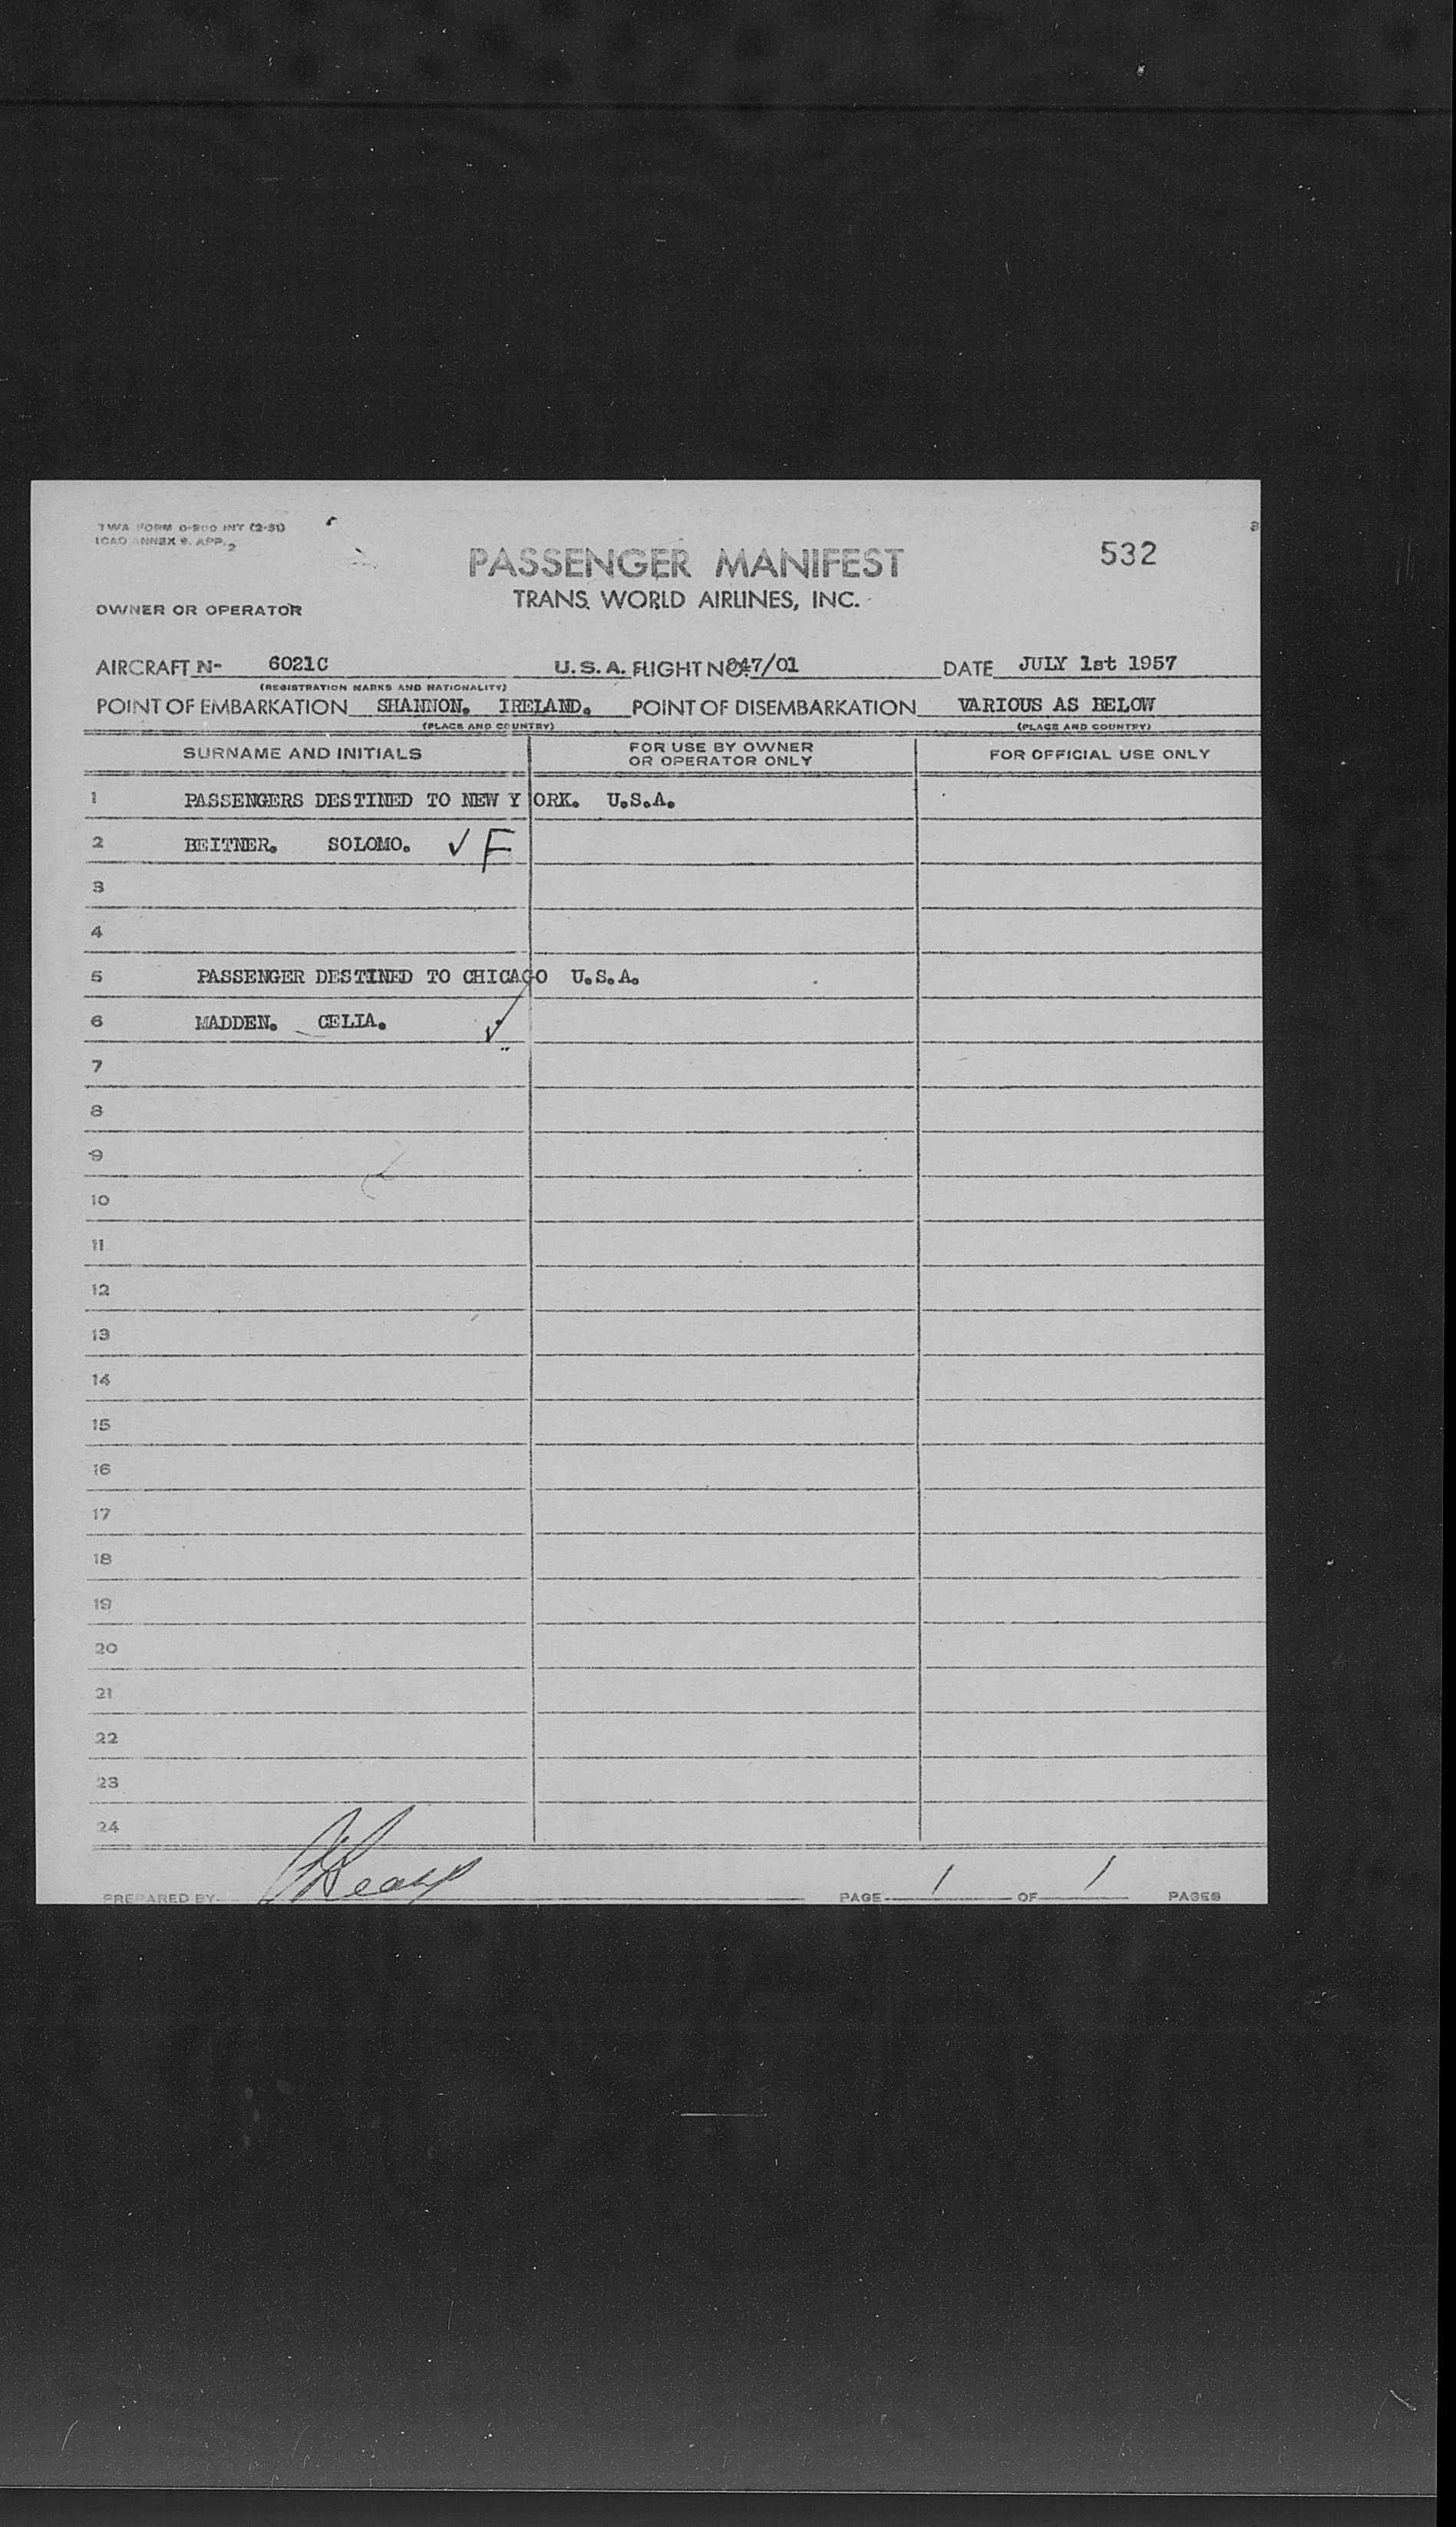 TWA FORM O-800 INT (2-51)
ICAO ANNEX 9. APP. 2
PASSENGER MANIFEST
532
TRANS WORLD AIRLINES, INC.
OWNER OR OPERATOR
AIRCRAFT N- 6021C U.S.A. FLIGHT NO 847/01 DATE JULY 1st 1957
(REGISTRATION MARKS AND NATIONALITY)
POINT OF EMBARKATION SHANNON. IRELAND. POINT OF DISEMBARKATION VARIOUS AS BELOW
(PLACE AND COUNTRY) (PLACE AND COUNTRY)
SURNAME AND INITIALS FOR USE BY OWNER OR OPERATOR ONLY FOR OFFICIAL USE ONLY
1 PASSENGERS DESTINED TO NEW Y ORK. U.S.A.
2 BEITNER. SOLOMO. ✓ F
3
4
5 PASSENGER DESTINED TO CHICAGO U.S.A.
6 MADDEN. CELIA. ✓
7
8
9
10
11
12
13
14
15
16
17
18
19
20
21
22
23
24
PREPARED BY PAGE 1 OF 1 PAGES